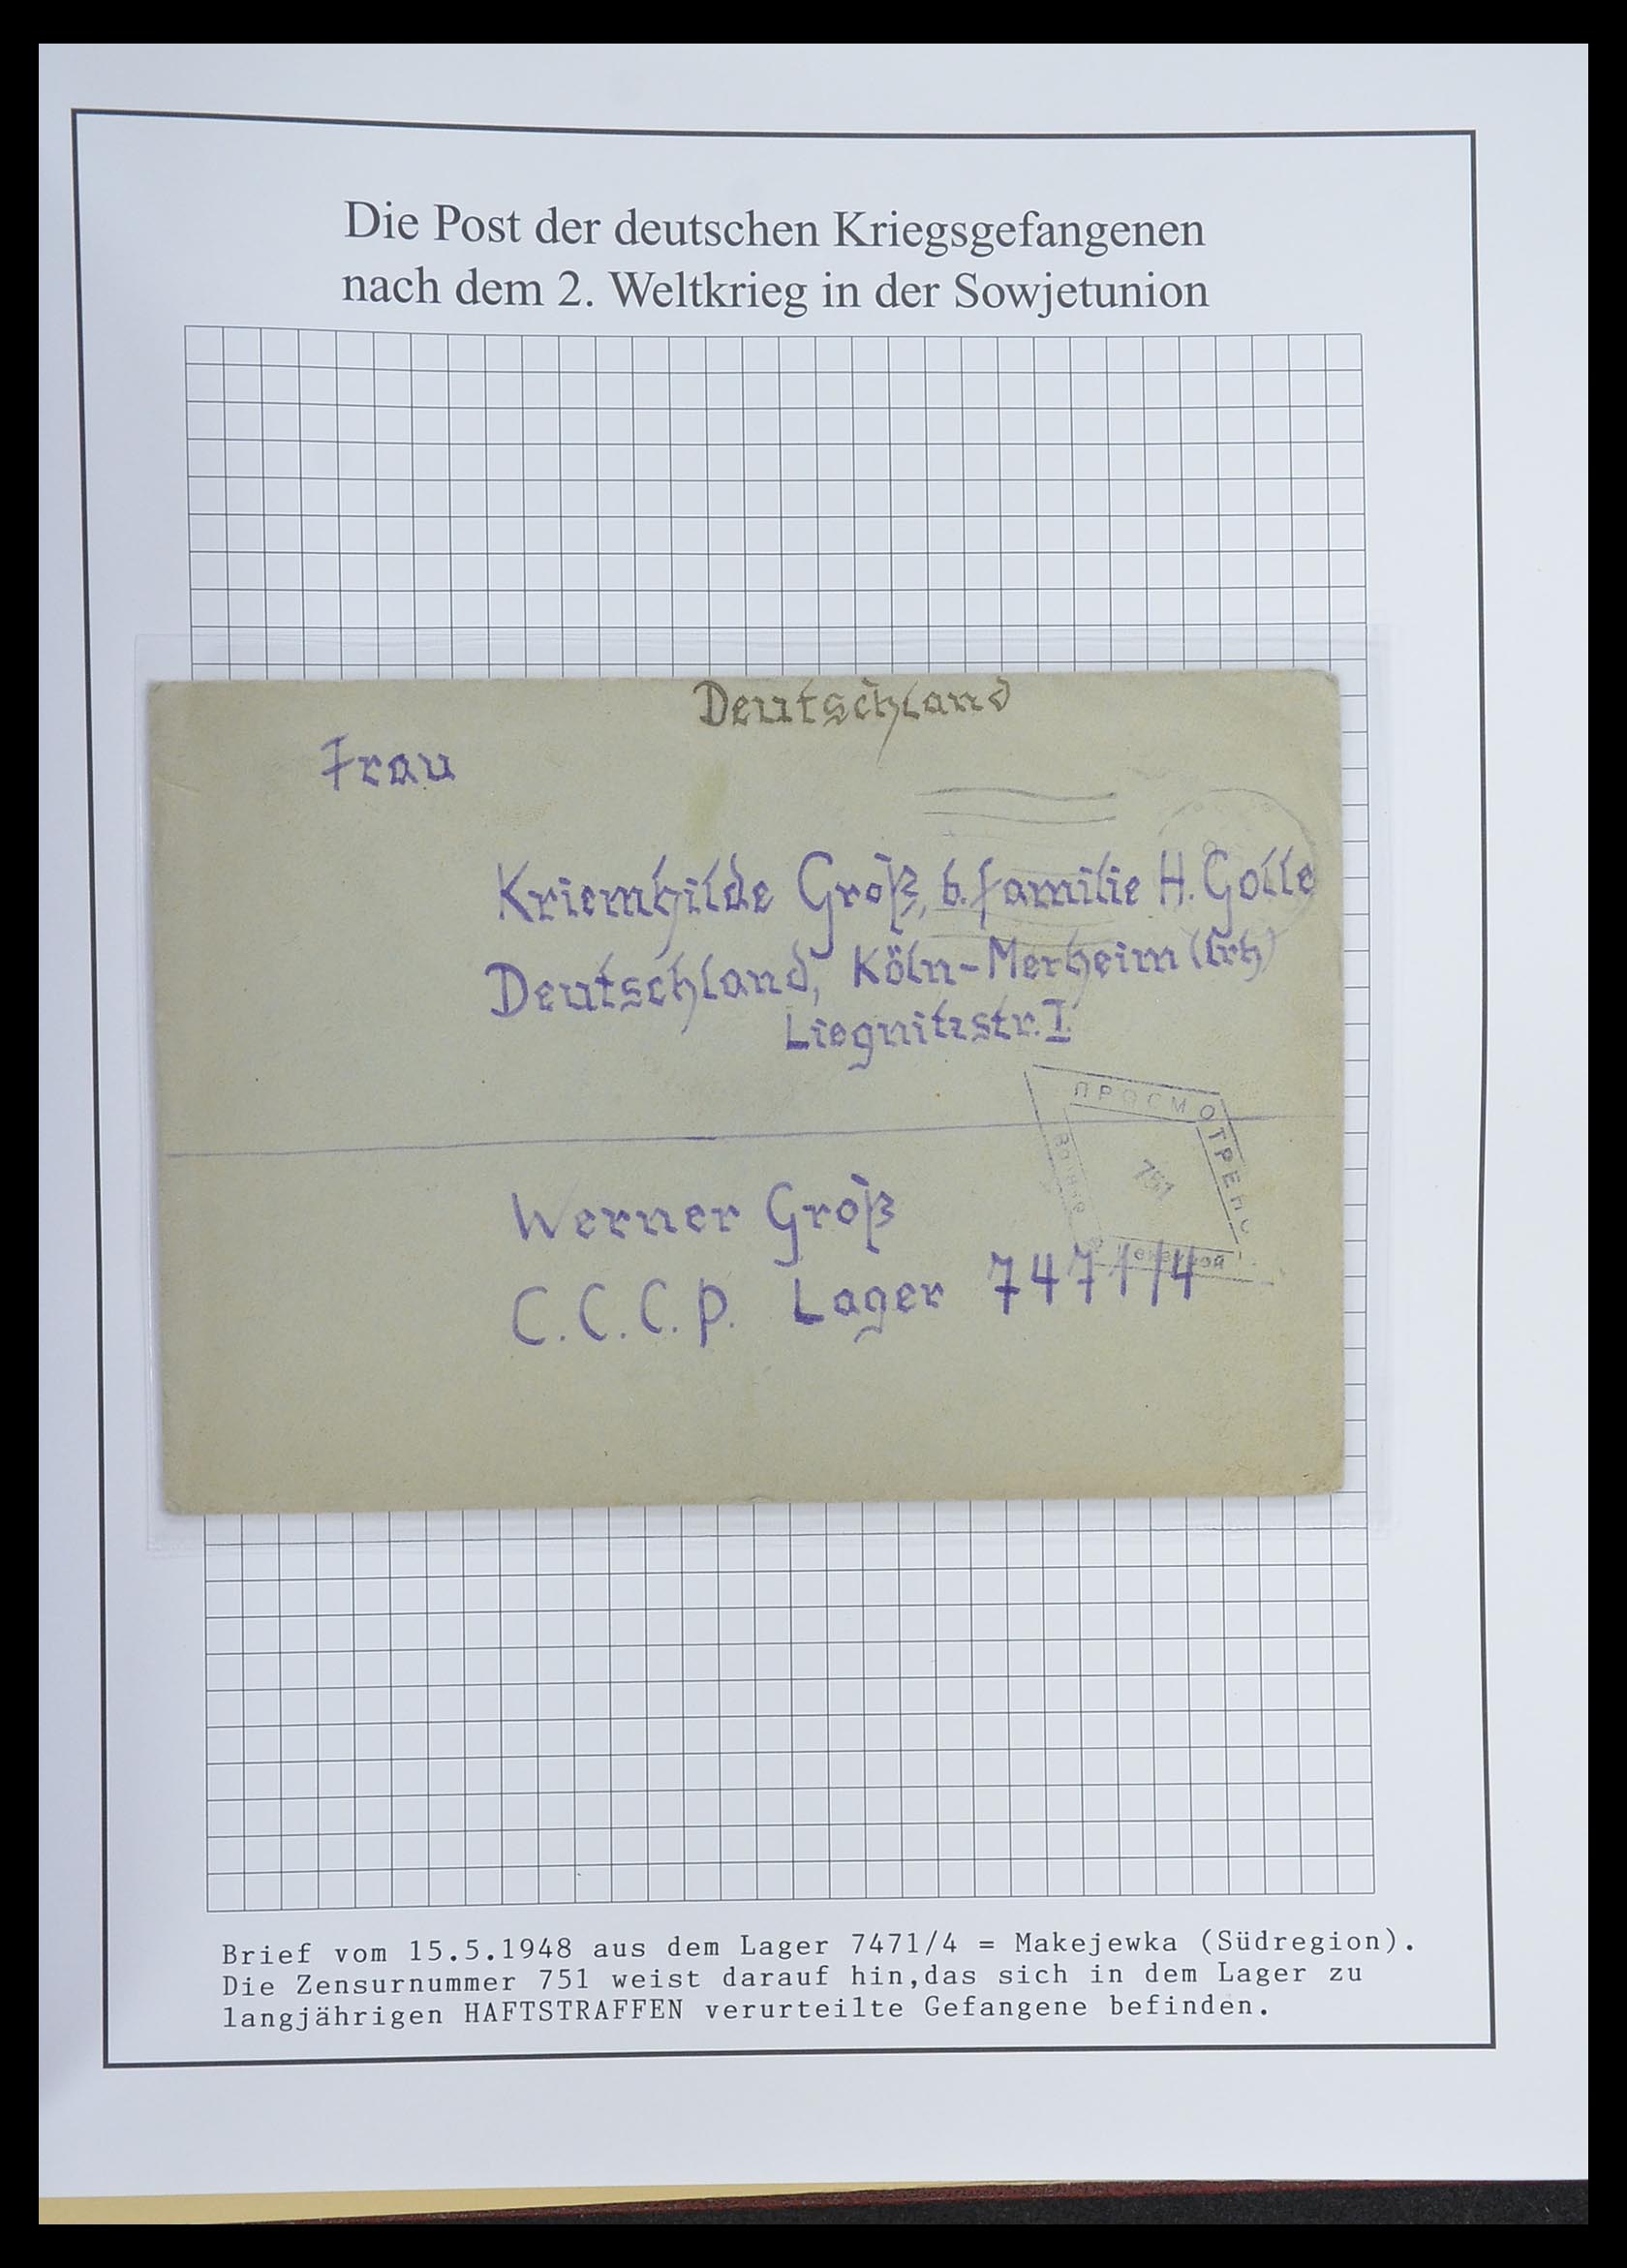 Die Post der deutschen Kriegsgefangenen
nach dem 2. Weltkrieg in der Sowjetunion
Deutschland
Frau
Kriemhilde Groß, b. Familie H. Golle
Deutschland, Köln-Merheim (lrh)
Liegnitzstr. I.
ПРОСМОТРЕНО
Военной
751
Werner Groß
C.C.C.P. Lager 7471/4
Brief vom 15.5.1948 aus dem Lager 7471/4 = Makejewka (Südregion).
Die Zensurnummer 751 weist darauf hin,das sich in dem Lager zu
langjährigen HAFTSTRAFFEN verurteilte Gefangene befinden.